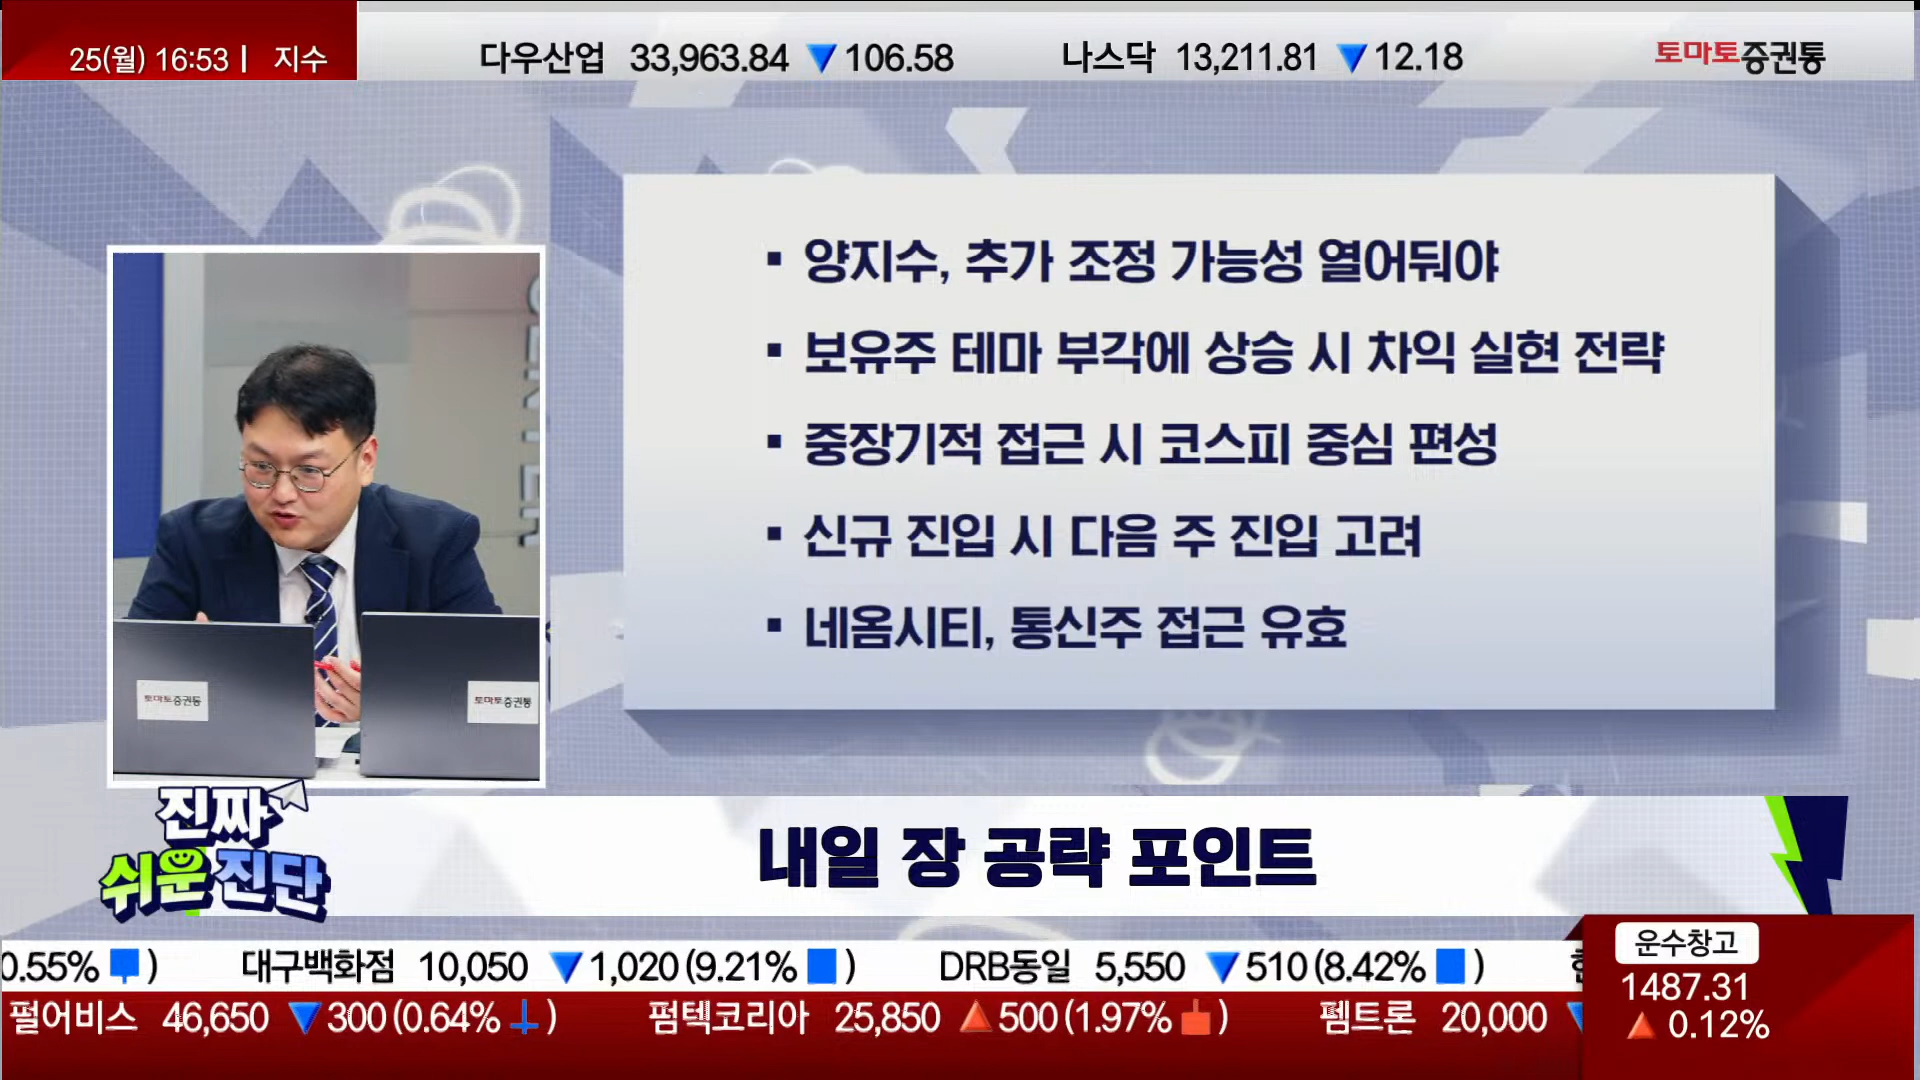 25(월) 16:53 | 지수 다우산업 33,963.84 ▼106.58 나스닥 13,211.81 ▼12.18 토마토증권통
▪ 양지수, 추가 조정 가능성 열어둬야
▪ 보유주 테마 부각에 상승 시 차익 실현 전략
▪ 중장기적 접근 시 코스피 중심 편성
▪ 신규 진입 시 다음 주 진입 고려
▪ 네옴시티, 통신주 접근 유효
토마토증권통 토마토증권통
진짜
쉬운 진단
내일 장 공략 포인트
0.55% ) 대구백화점 10,050 ▼1,020 (9.21% ) DRB동일 5,550 ▼510 (8.42% )
펄어비스 46,650 ▼300 (0.64% ) 펌텍코리아 25,850 ▲500 (1.97% ) 펨트론 20,000
운수창고
1487.31
▲ 0.12%